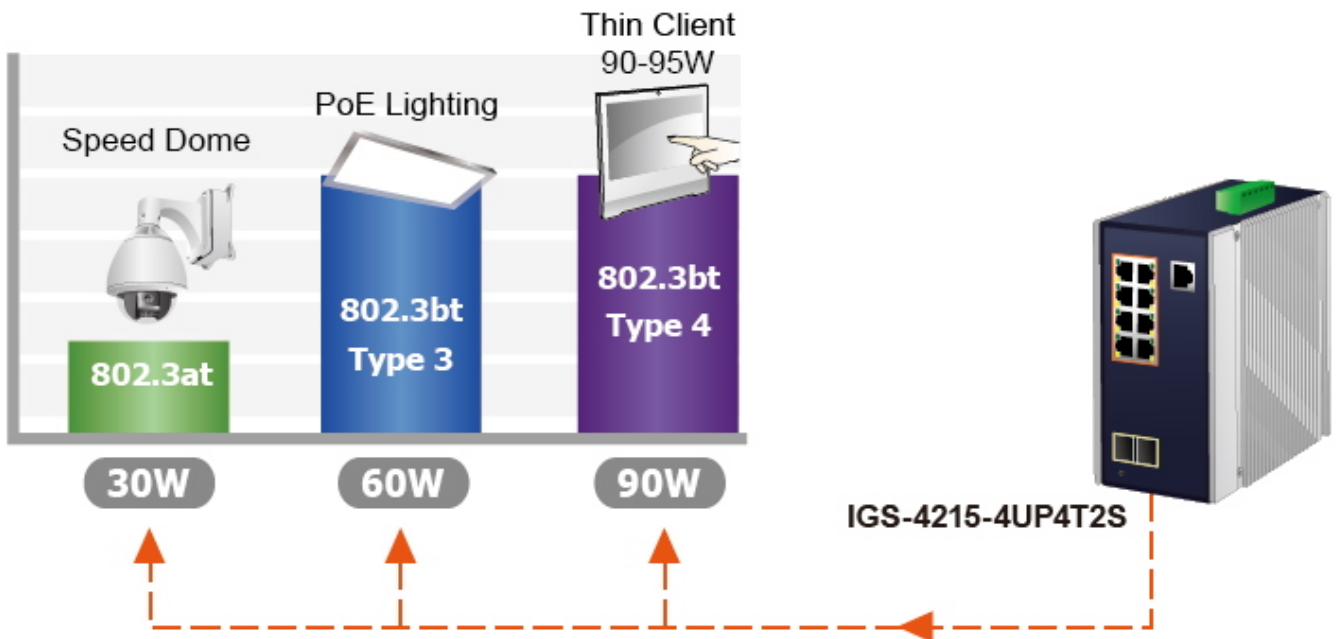 Thin Client
90-95W
PoE Lighting
Speed Dome
802.3at
802.3bt
Type 3
802.3bt
Type 4
30W
60W
90W
IGS-4215-4UP4T2S